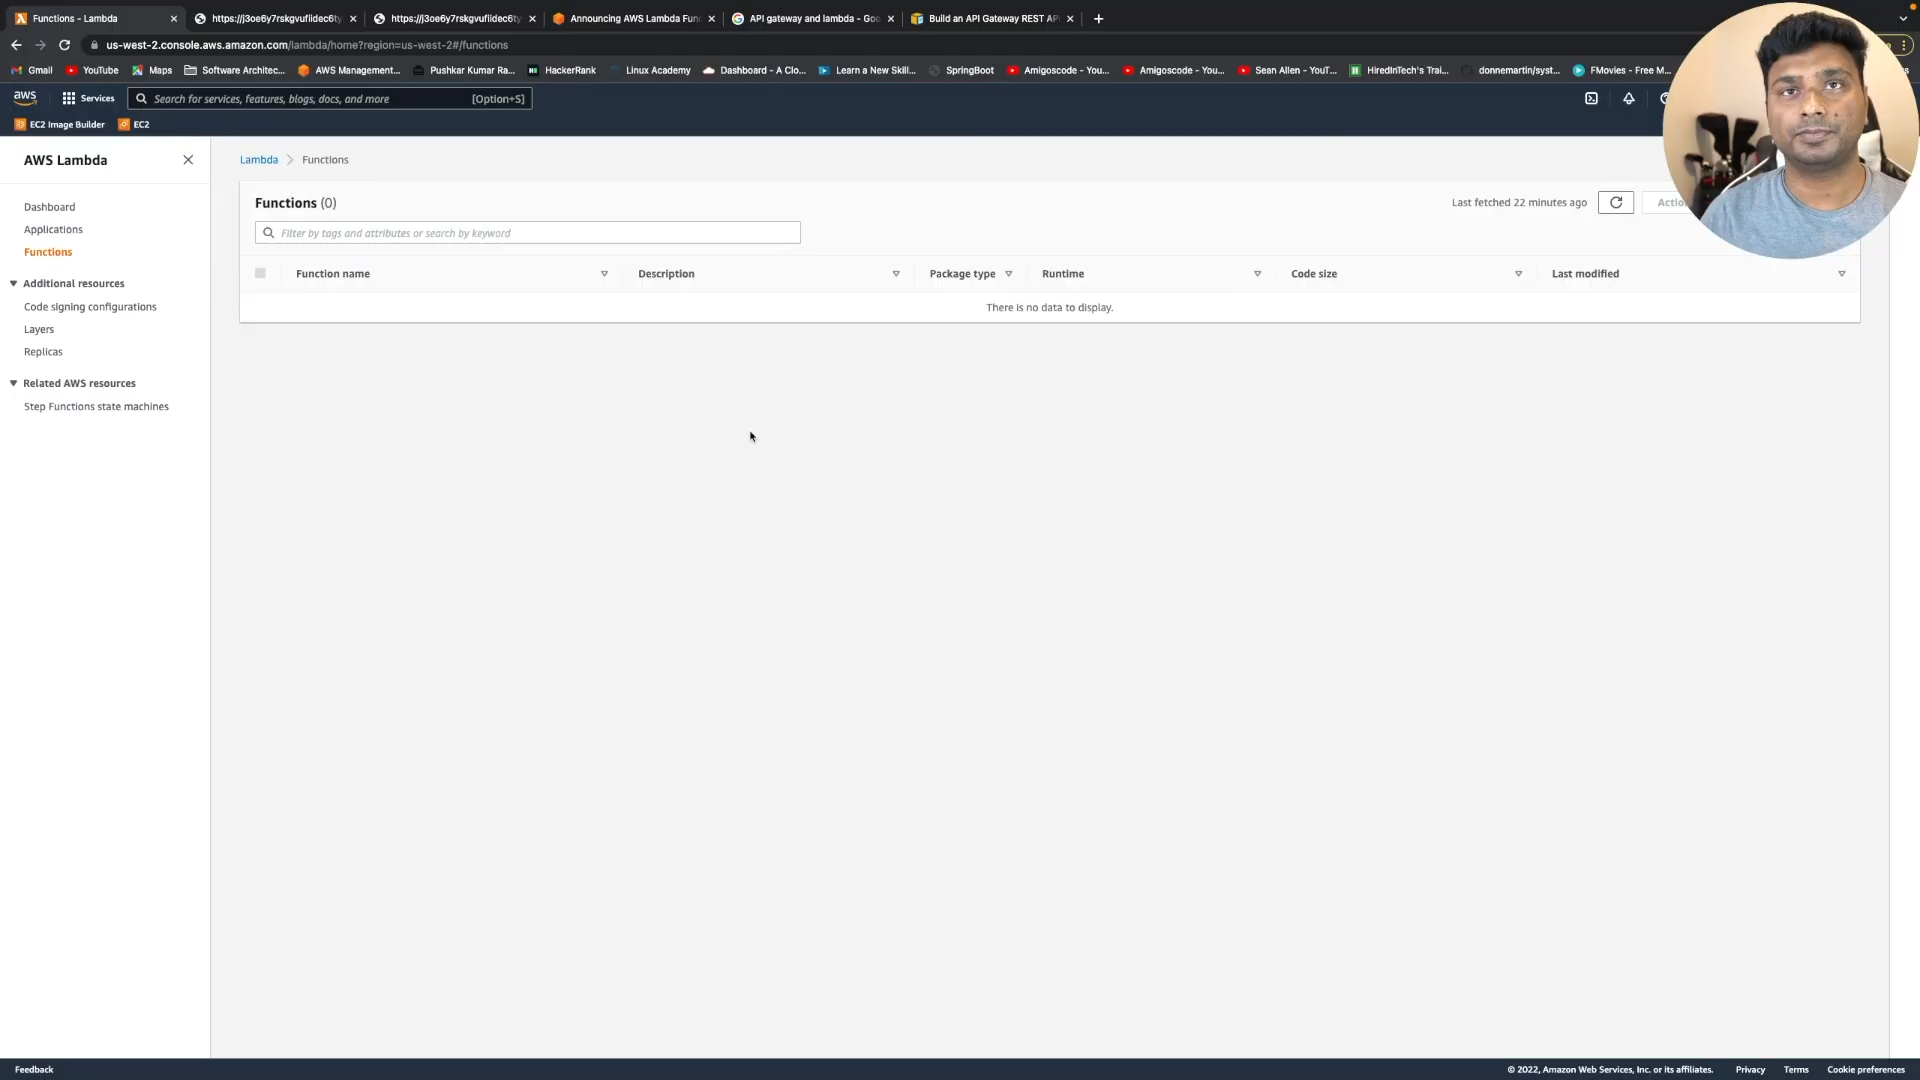 Functions - Lambda
https://j3oe6y7rskgvufiidec6ty
https://j3oe6y7rskgvufiidec6ty
Announcing AWS Lambda Fun
API gateway and lambda - Goo
Build an API Gateway REST AP
us-west-2.console.aws.amazon.com/lambda/home?region=us-west-2#/functions
Gmail
YouTube
Maps
Software Architec...
AWS Management...
Pushkar Kumar Ra...
HackerRank
Linux Academy
Dashboard - A Clo...
Learn a New Skill...
SpringBoot
Amigoscode - You...
Amigoscode - You...
Sean Allen - YouT...
HiredInTech's Trai...
donnemartin/syst...
FMovies - Free M...
aws
Services
Search for services, features, blogs, docs, and more
[Option+S]
EC2 Image Builder
EC2
AWS Lambda
Dashboard
Applications
Functions
Additional resources
Code signing configurations
Layers
Replicas
Related AWS resources
Step Functions state machines
Lambda
Functions
Functions (0)
Last fetched 22 minutes ago
Filter by tags and attributes or search by keyword
Function name
Description
Package type
Runtime
Code size
Last modified
There is no data to display.
Feedback
© 2022, Amazon Web Services, Inc. or its affiliates.
Privacy
Terms
Cookie preferences